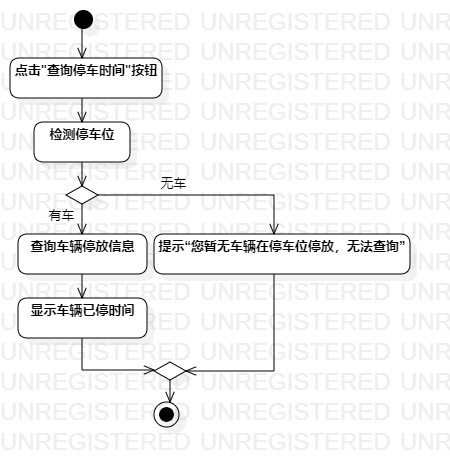 点击"查询停车时间"按钮
检测停车位
无车
有车
查询车辆停放信息
提示“您暂无车辆在停车位停放，无法查询”
显示车辆已停时间
UNREGISTERED